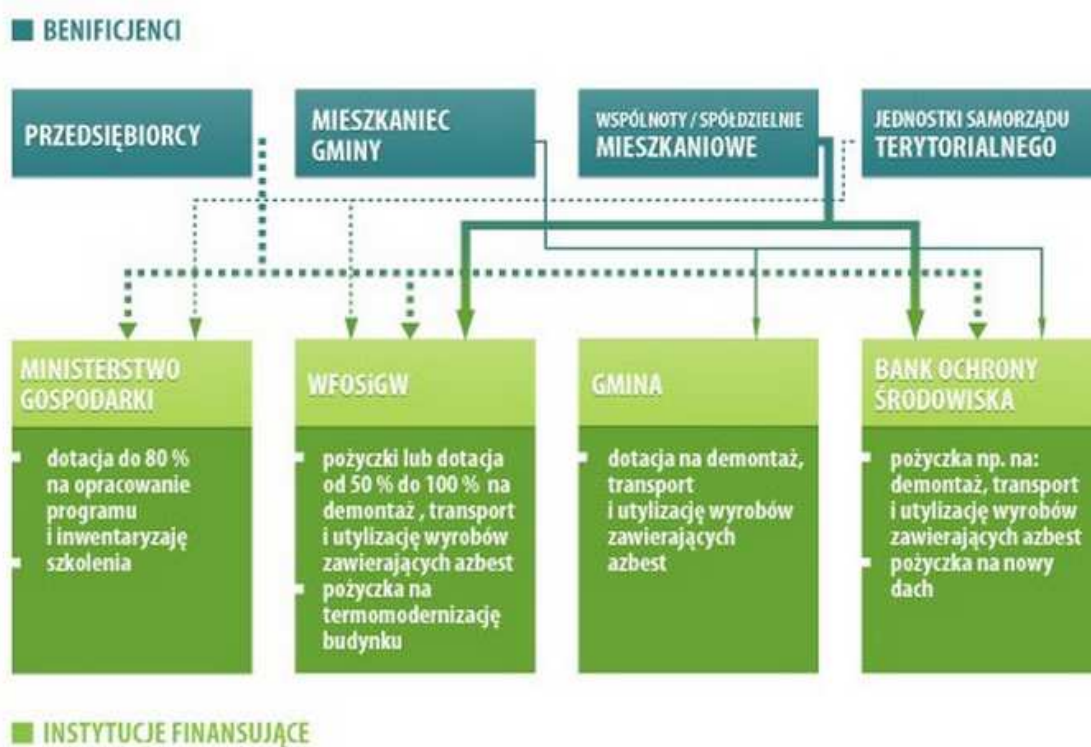 BENIFICJENCI
PRZEDSIĘBIORCY
MIESZKANIEC
GMINY
WSPÓLNOTY / SPÓŁDZIELNIE
MIESZKANIOWE
JEDNOSTKI SAMORZĄDU
TERYTORIALNEGO
MINISTERSTWO
GOSPODARKI
dotacja do 80 %
na opracowanie
programu
i inwentaryzaję
szkolenia
WFOSiGW
pożyczki lub dotacja
od 50 % do 100 % na
demontaż , transport
i utylizację wyrobów
zawierających azbest
pożyczka na
termomodernizację
budynku
GMINA
dotacja na demontaż,
transport
i utylizację wyrobów
zawierających
azbest
BANK OCHRONY
ŚRODOWISKA
pożyczka np. na:
demontaż, transport
i utylizację wyrobów
zawierających azbest
pożyczka na nowy
dach
INSTYTUCJE FINANSUJĄCE